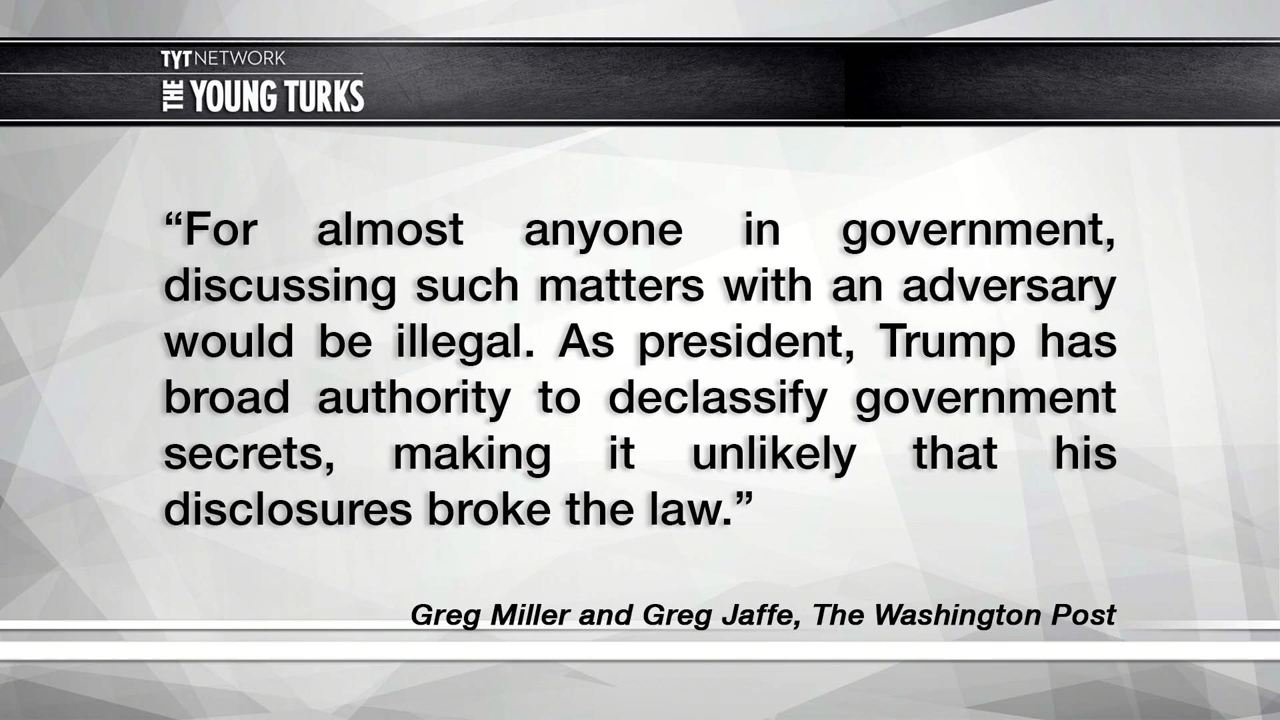 TYT NETWORK
THE YOUNG TURKS
“For almost anyone in government,
discussing such matters with an adversary
would be illegal. As president, Trump has
broad authority to declassify government
secrets, making it unlikely that his
disclosures broke the law.”
Greg Miller and Greg Jaffe, The Washington Post